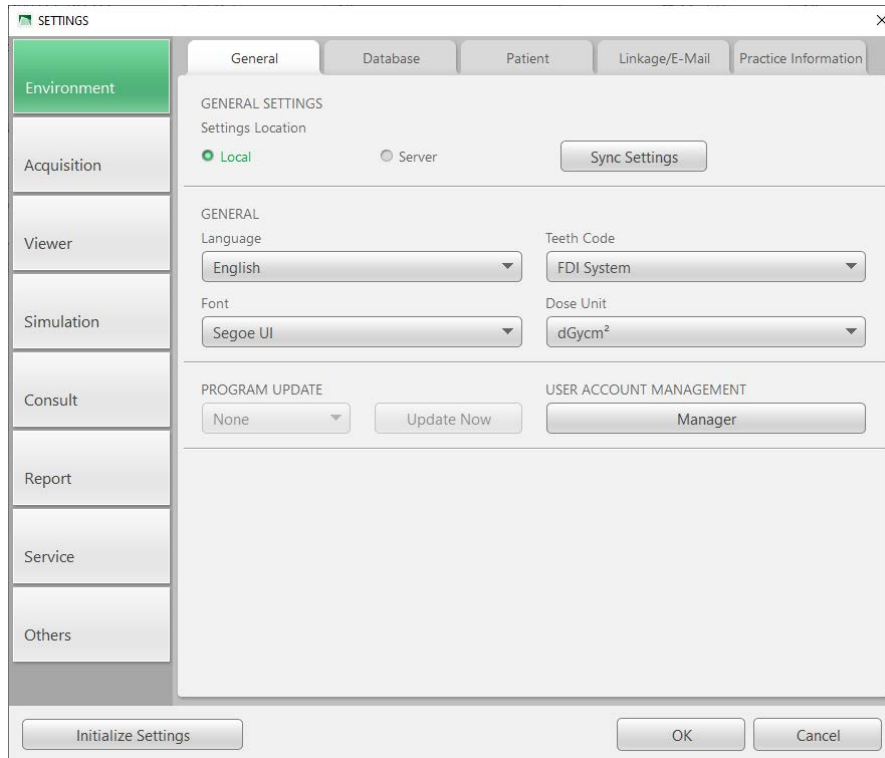 SETTINGS
Environment
Acquisition
Viewer
Simulation
Consult
Report
Service
Others
General Database Patient Linkage/E-Mail Practice Information
GENERAL SETTINGS
Settings Location
Local Server Sync Settings
GENERAL
Language Teeth Code
English FDI System
Font Dose Unit
Segoe UI dGycm²
PROGRAM UPDATE USER ACCOUNT MANAGEMENT
None Update Now Manager
Initialize Settings OK Cancel